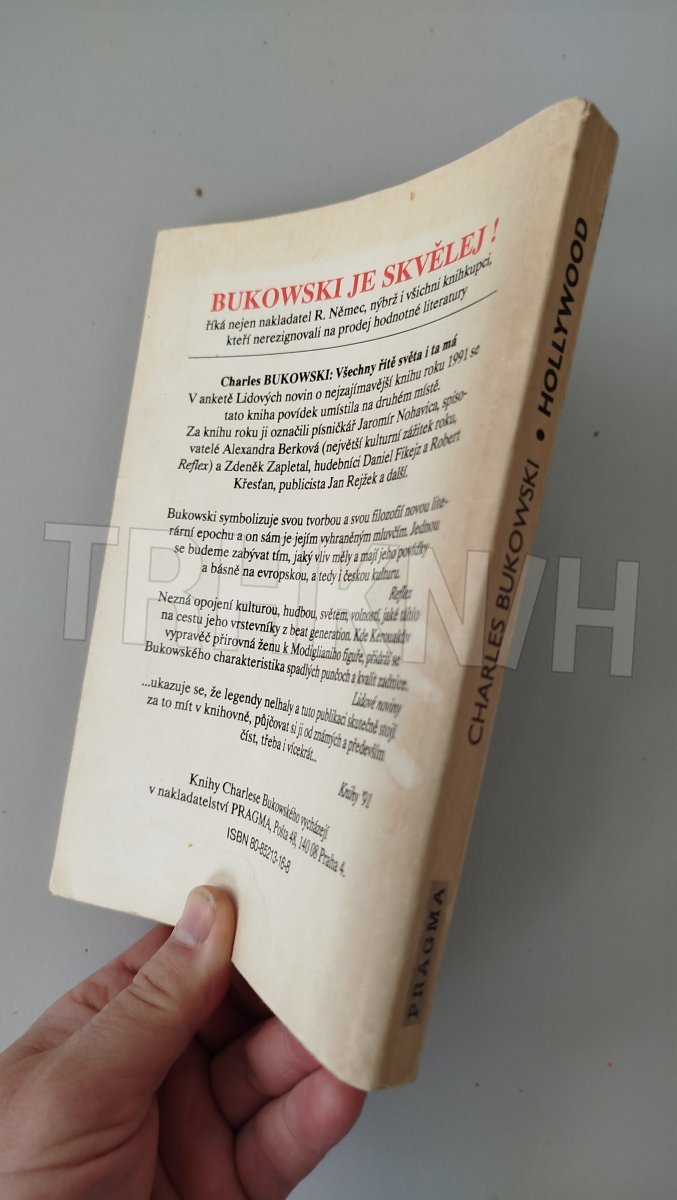 BUKOWSKI JE SKVĚLEJ !
říká nejen nakladatel R. Němec, nýbrž i všichni knihkupci,
kteří nerezignovali na prodej hodnotné literatury
Charles BUKOWSKI: Všechny řitě světa i ta má
V anketě Lidových novin o nejzajímavější knihu roku 1991 se
tato kniha povídek umístila na druhém místě.
Za knihu roku ji označili písničkář Jaromír Nohavica, spiso-
vatelé Alexandra Berková (největší kulturní zážitek roku,
Reflex) a Zdeněk Zapletal, hudebníci Daniel Fikejz a Robert
Křesťan, publicista Jan Rejžek a další.
Bukowski symbolizuje svou tvorbou a svou filozofií novou lite-
rární epochu a on sám je jejím vyhraněným mluvčím. Jednou
se budeme zabývat tím, jaký vliv měly a mají jeho povídky
a básně na evropskou, a tedy i českou kulturu.
Reflex
Nezná opojení kulturou, hudbou, světem, volností, jaké táhlo
na cestu jeho vrstevníky z beat generation. Kde Kerouakův
vypravěč přirovná ženu k Modiglianiho figuře, přidrží se
Bukowského charakteristika spadlých punčoch a kvalit zadnice.
Lidové noviny
...ukazuje se, že legendy nelhaly a tuto publikaci skutečně stojí
za to mít v knihovně, půjčovat si ji od známých a především
číst, třeba i vícekrát...
Knihy '91
Knihy Charlese Bukowského vycházejí
v nakladatelství PRAGMA, Pošta 48, 140 08 Praha 4.
ISBN 80-85213-16-8
CHARLES BUKOWSKI • HOLLYWOOD
PRAGMA